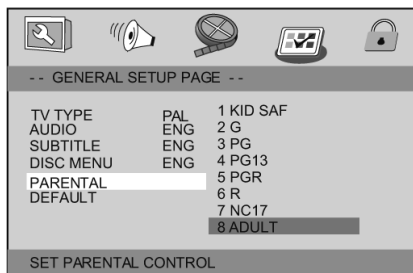 -- GENERAL SETUP PAGE --
TV TYPE PAL 1 KID SAF
AUDIO ENG 2 G
SUBTITLE ENG 3 PG
DISC MENU ENG 4 PG13
PARENTAL 5 PGR
DEFAULT 6 R
7 NC17
8 ADULT
SET PARENTAL CONTROL